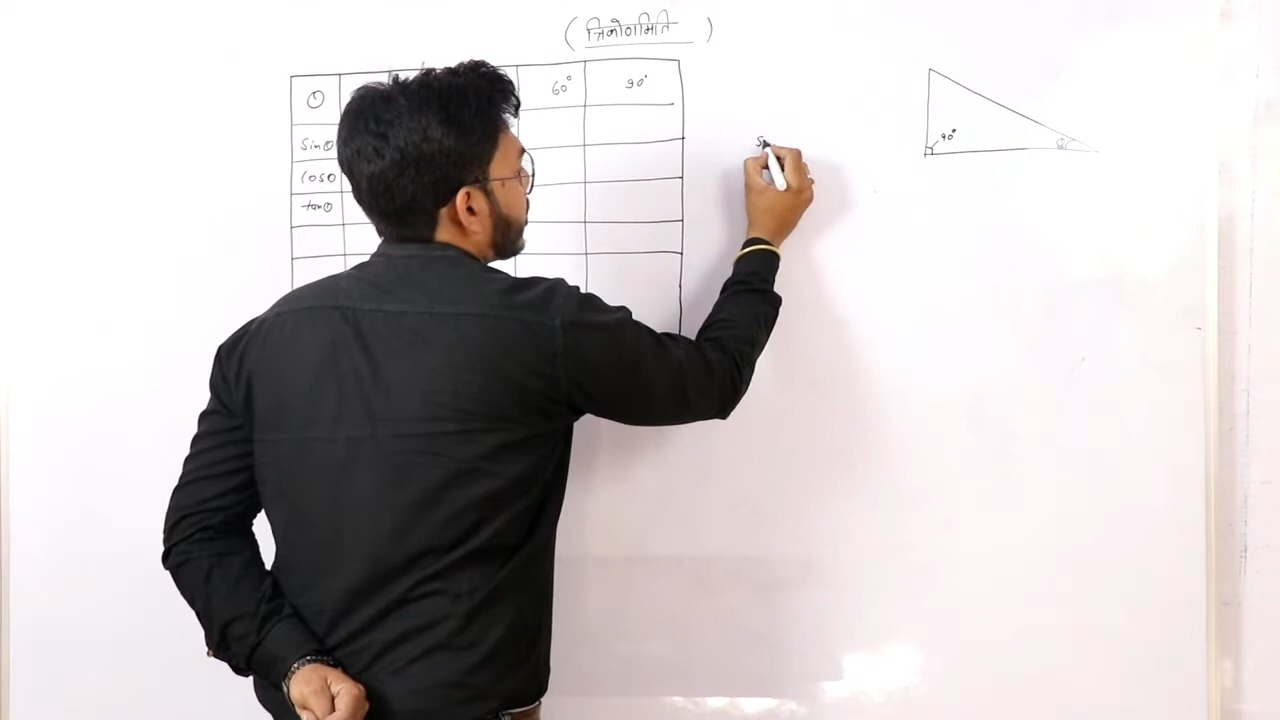 ( त्रिकोणमिति )
θ 60° 90°
sinθ
cosθ
tanθ
90° θ
s